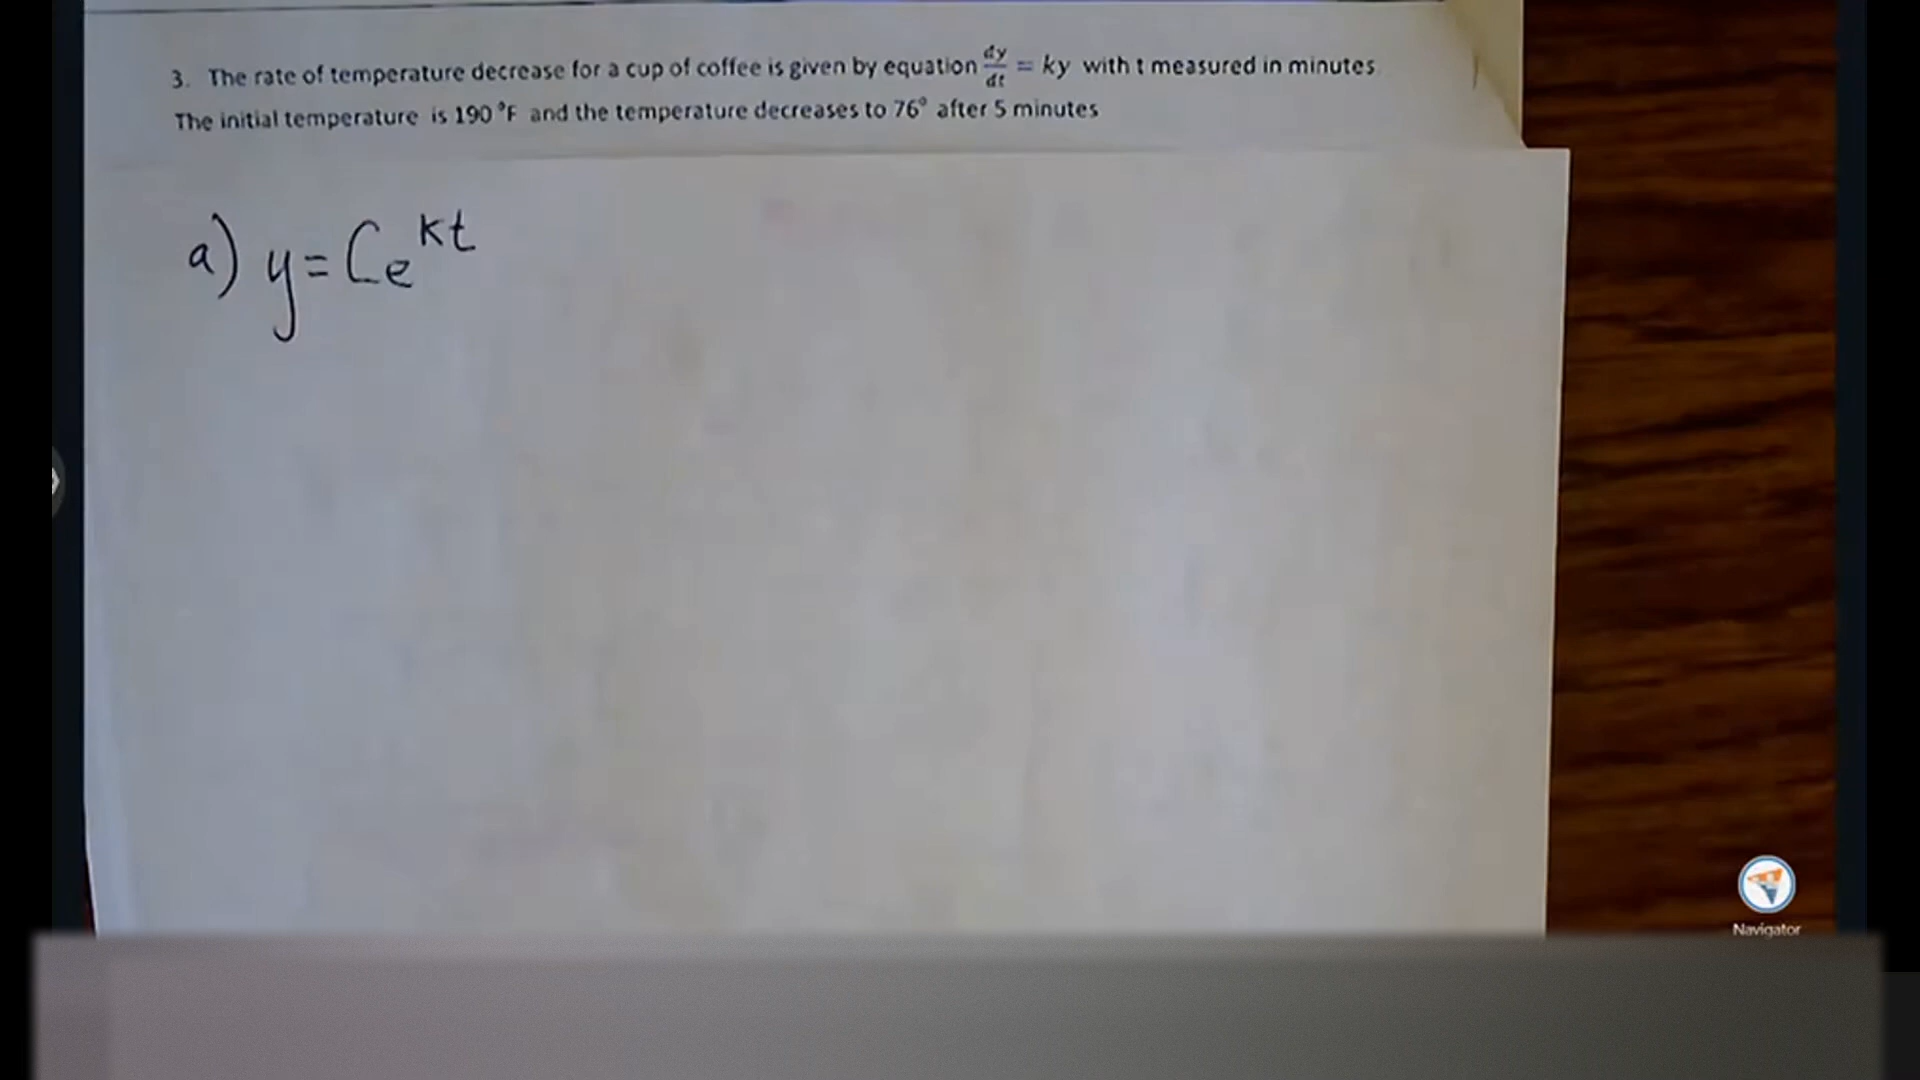 3. The rate of temperature decrease for a cup of coffee is given by equation dy/dt = ky with t measured in minutes
The initial temperature is 190 °F and the temperature decreases to 76° after 5 minutes
a) y = Ce^kt
Navigator